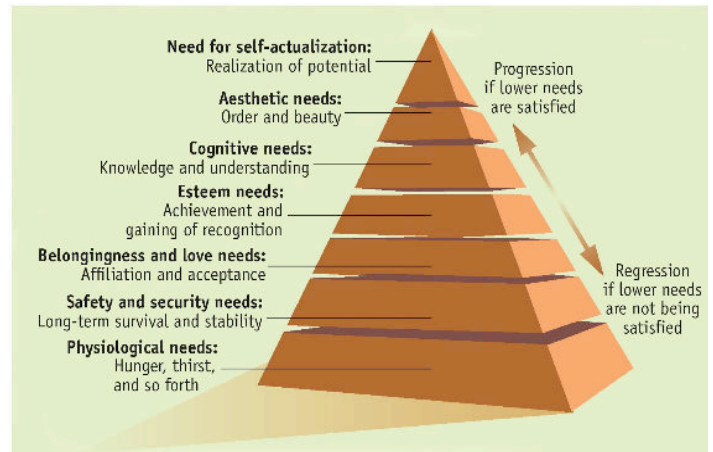 Need for self-actualization:
Realization of potential
Aesthetic needs:
Order and beauty
Cognitive needs:
Knowledge and understanding
Esteem needs:
Achievement and
gaining of recognition
Belongingness and love needs:
Affiliation and acceptance
Safety and security needs:
Long-term survival and stability
Physiological needs:
Hunger, thirst,
and so forth
Progression
if lower needs
are satisfied
Regression
if lower needs
are not being
satisfied